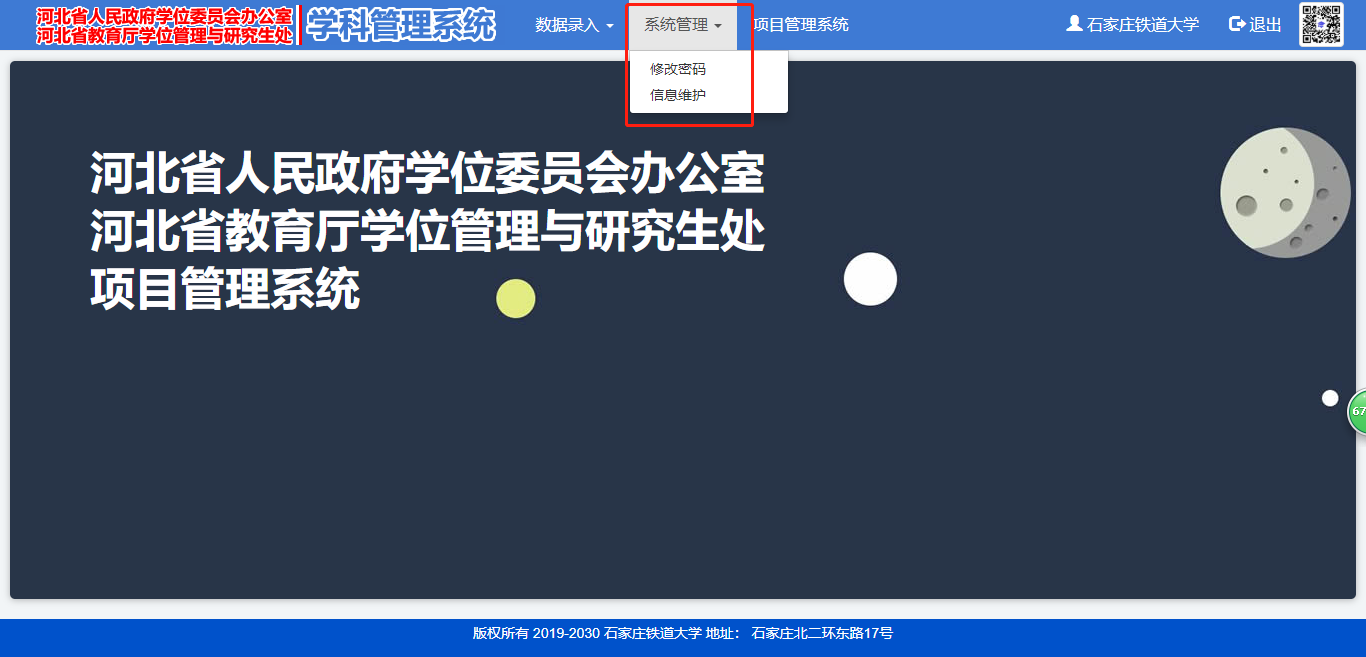 河北省人民政府学位委员会办公室
河北省教育厅学位管理与研究生处
学科管理系统
数据录入
系统管理
项目管理系统
石家庄铁道大学
退出
修改密码
信息维护
河北省人民政府学位委员会办公室
河北省教育厅学位管理与研究生处
项目管理系统
67
版权所有 2019-2030 石家庄铁道大学 地址： 石家庄北二环东路17号